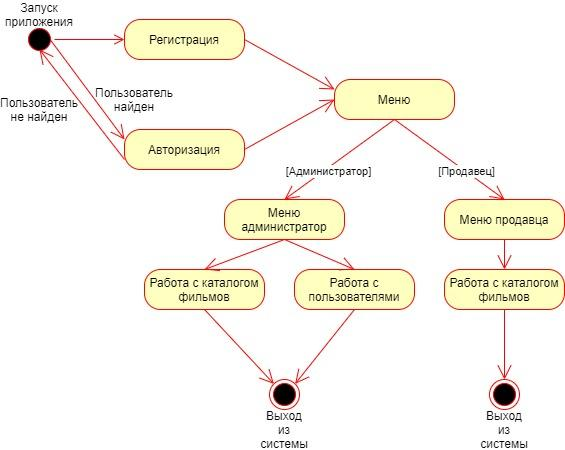 Запуск
приложения
Регистрация
Пользователь
найден
Пользователь
не найден
Авторизация
Меню
[Администратор]
[Продавец]
Меню
администратор
Меню продавца
Работа с каталогом
фильмов
Работа с
пользователями
Работа с каталогом
фильмов
Выход
из
системы
Выход
из
системы